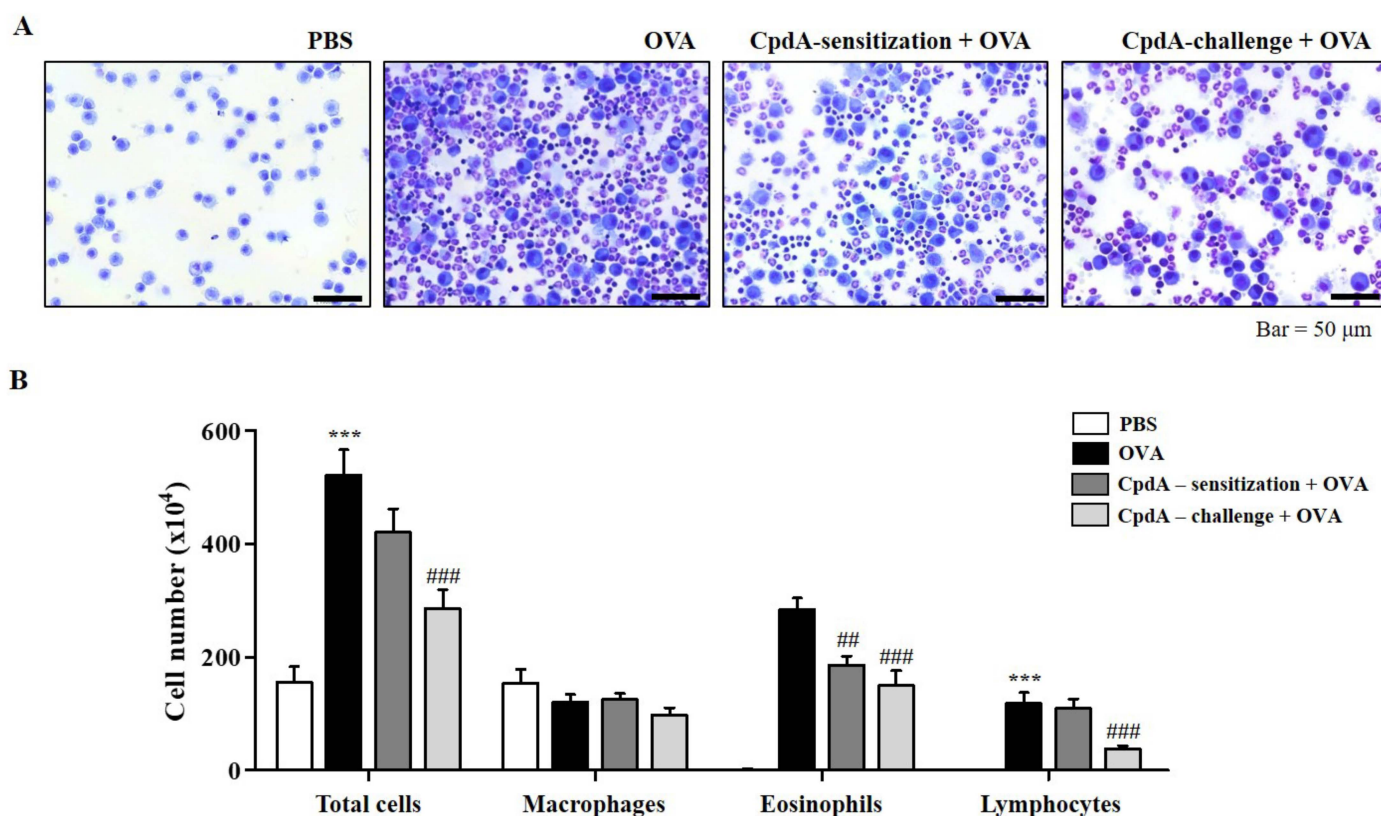 A
PBS
OVA
CpdA-sensitization + OVA
CpdA-challenge + OVA
Bar = 50 μm
B
Cell number (x10⁴)
600
400
200
0
***
###
##
###
***
###
PBS
OVA
CpdA – sensitization + OVA
CpdA – challenge + OVA
Total cells
Macrophages
Eosinophils
Lymphocytes